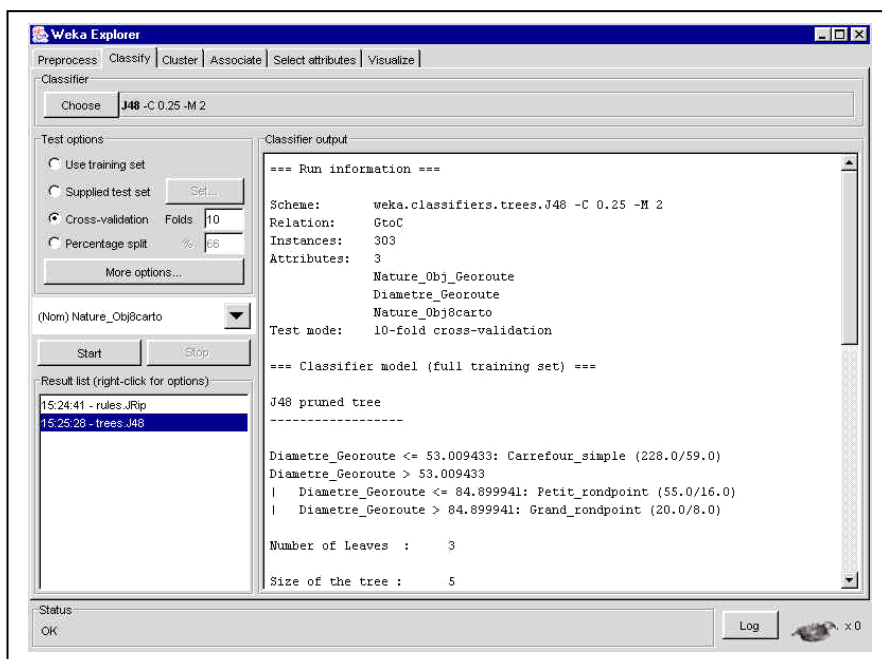 Weka Explorer
Preprocess Classify Cluster Associate Select attributes Visualize
Classifier
Choose J48 -C 0.25 -M 2
Test options
Use training set
Supplied test set Set...
Cross-validation Folds 10
Percentage split % 66
More options...
(Nom) Nature_Obj8carto
Start Stop
Result list (right-click for options)
15:24:41 - rules.JRip
15:25:28 - trees.J48
Classifier output
=== Run information ===
Scheme: weka.classifiers.trees.J48 -C 0.25 -M 2
Relation: GtoC
Instances: 303
Attributes: 3
Nature_Obj_Georoute
Diametre_Georoute
Nature_Obj8carto
Test mode: 10-fold cross-validation
=== Classifier model (full training set) ===
J48 pruned tree
------------------
Diametre_Georoute <= 53.009433: Carrefour_simple (228.0/59.0)
Diametre_Georoute > 53.009433
| Diametre_Georoute <= 84.899941: Petit_rondpoint (55.0/16.0)
| Diametre_Georoute > 84.899941: Grand_rondpoint (20.0/8.0)
Number of Leaves : 3
Size of the tree : 5
Status
OK
Log
x 0